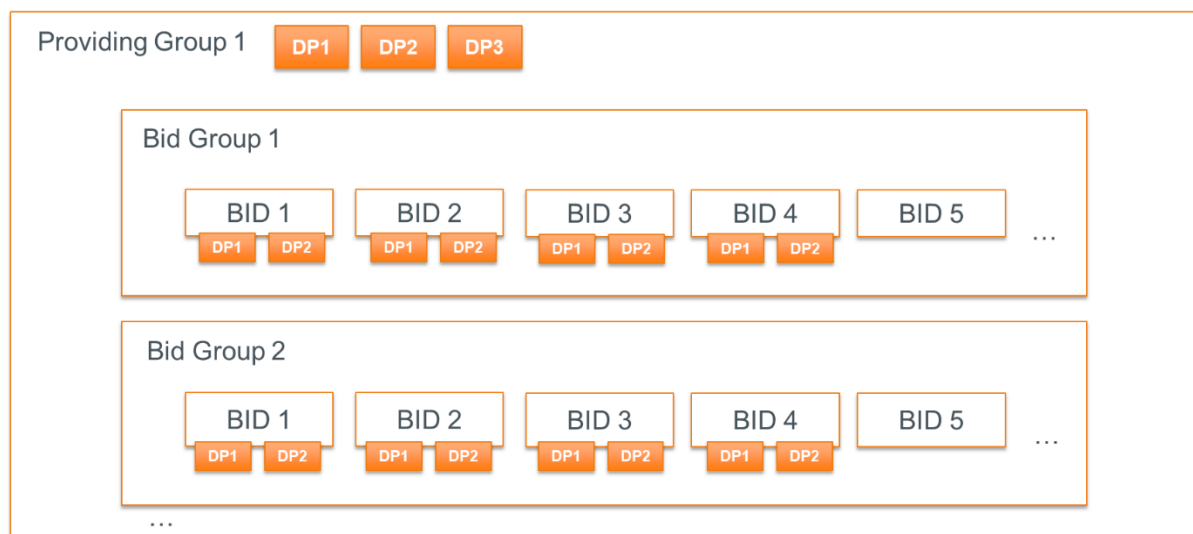 Providing Group 1 DP1 DP2 DP3
Bid Group 1
BID 1 BID 2 BID 3 BID 4 BID 5
DP1 DP2 DP1 DP2 DP1 DP2 DP1 DP2 ...
Bid Group 2
BID 1 BID 2 BID 3 BID 4 BID 5
DP1 DP2 DP1 DP2 DP1 DP2 DP1 DP2 ...
...